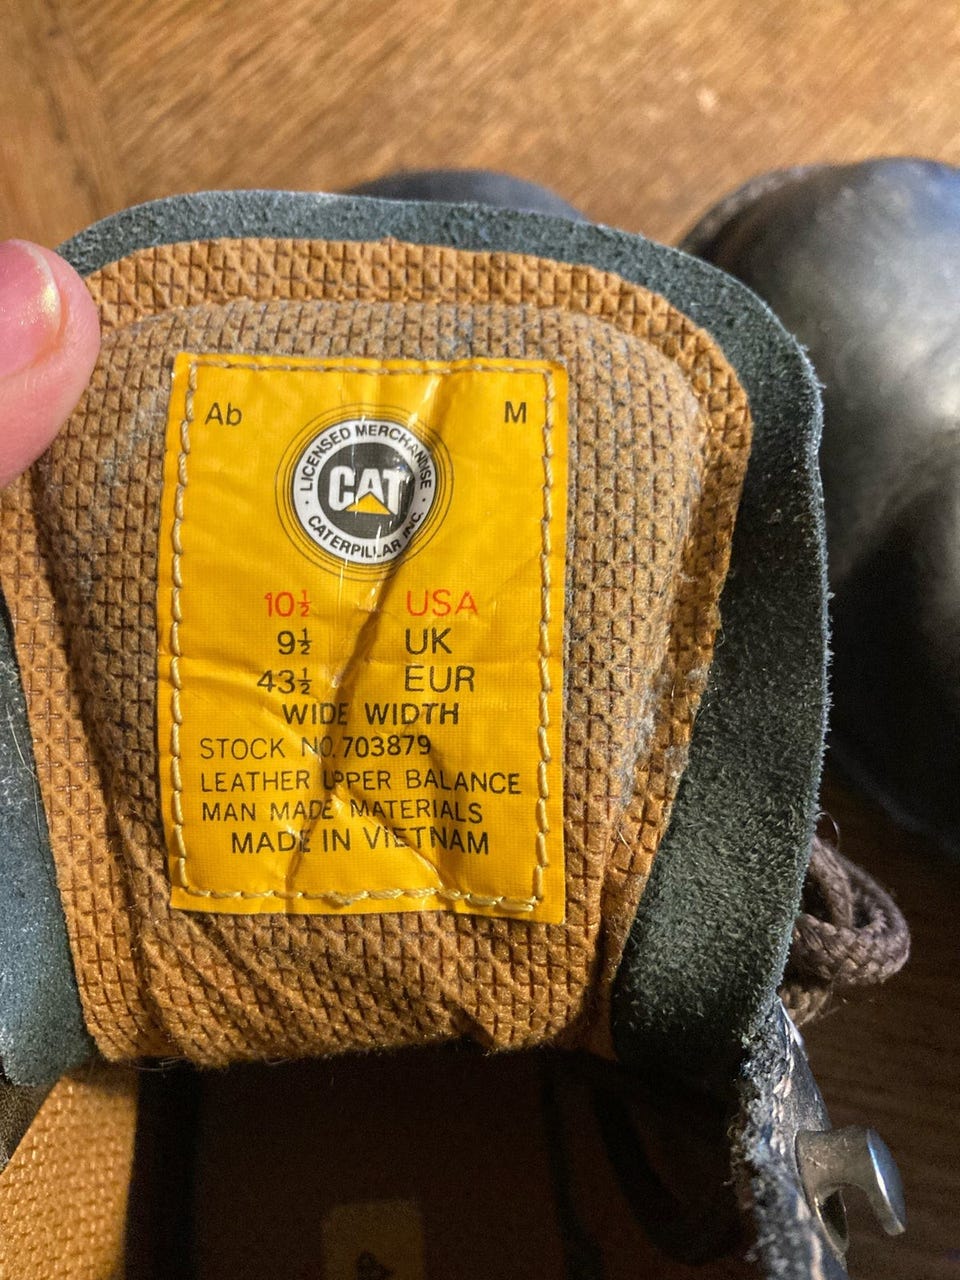 Ab M
LICENSED MERCHANDISE
CAT
CATERPILLAR INC.
10½ USA
9½ UK
43½ EUR
WIDE WIDTH
STOCK NO. 703879
LEATHER UPPER BALANCE
MAN MADE MATERIALS
MADE IN VIETNAM